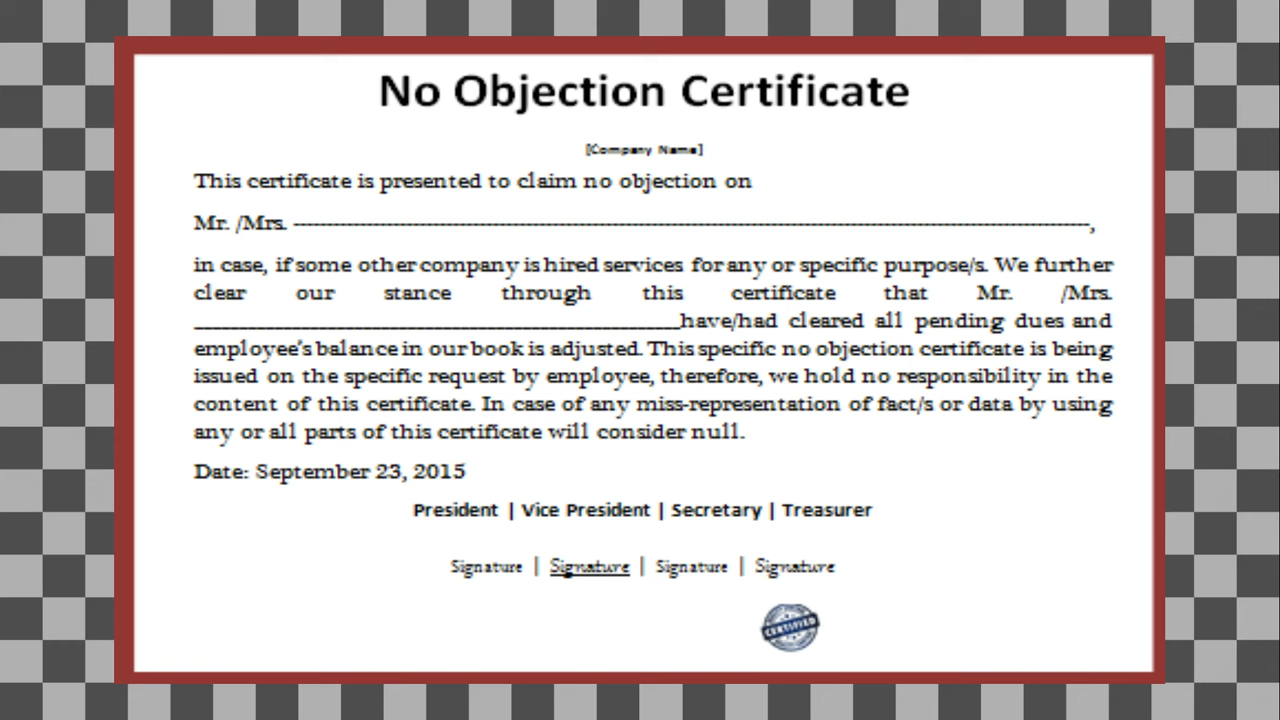 No Objection Certificate
[Company Name]
This certificate is presented to claim no objection on
Mr. /Mrs. ------------------------------------------------------------------------------------------------,
in case, if some other company is hired services for any or specific purpose/s. We further
clear our stance through this certificate that Mr. /Mrs.
______________________________________________________have/had cleared all pending dues and
employee's balance in our book is adjusted. This specific no objection certificate is being
issued on the specific request by employee, therefore, we hold no responsibility in the
content of this certificate. In case of any miss-representation of fact/s or data by using
any or all parts of this certificate will consider null.
Date: September 23, 2015
President | Vice President | Secretary | Treasurer
Signature | Signature | Signature | Signature
CERTIFIED